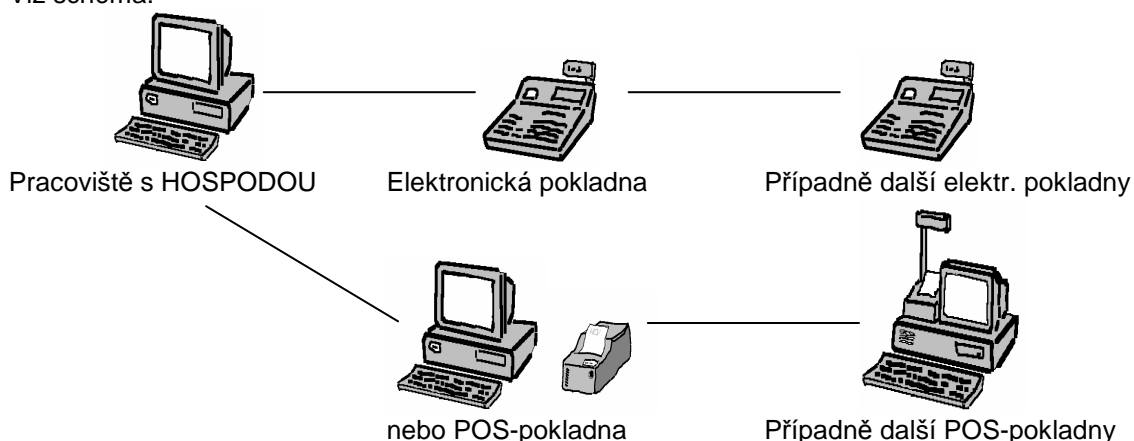 Viz schéma:
Pracoviště s HOSPODOU Elektronická pokladna Případně další elektr. pokladny
nebo POS-pokladna Případně další POS-pokladny